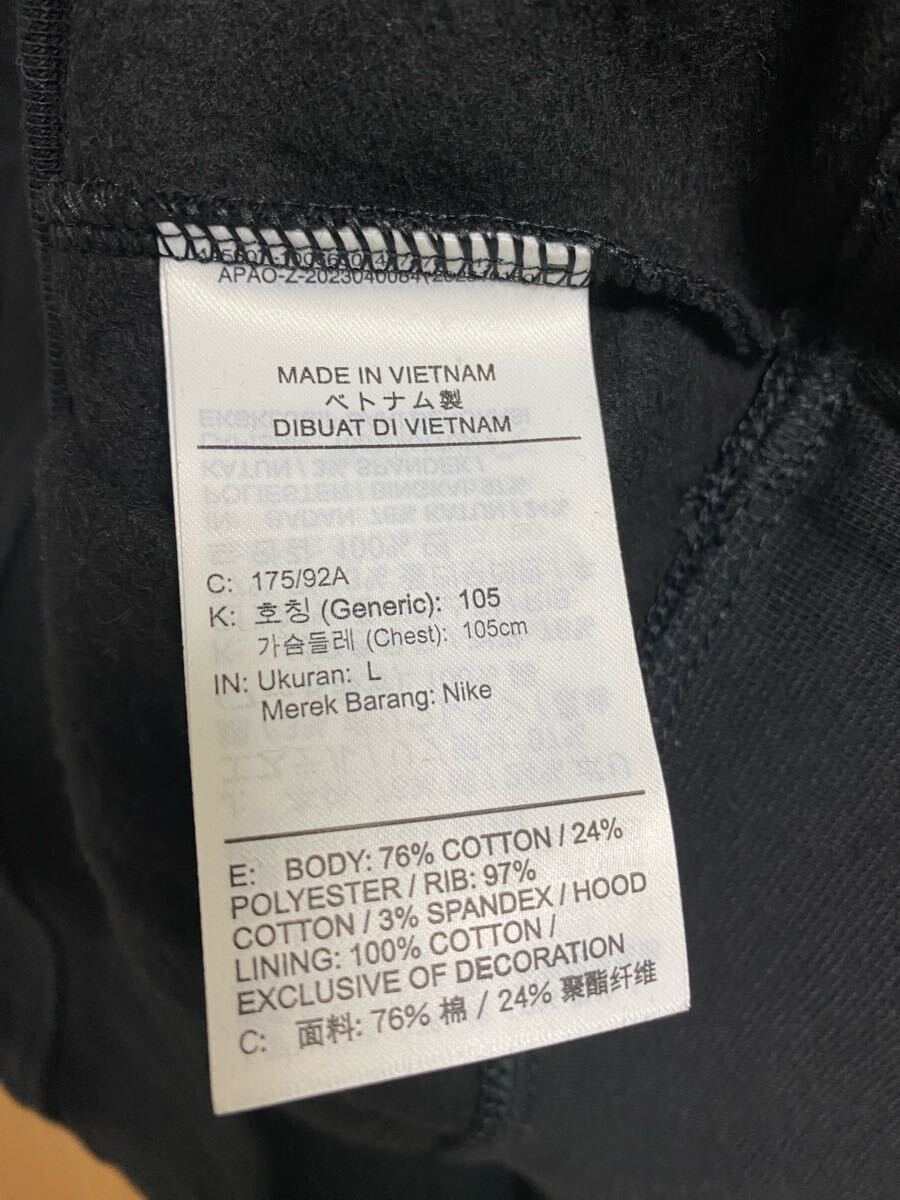 MADE IN VIETNAM
ベトナム製
DIBUAT DI VIETNAM
C: 175/92A
K: 호칭 (Generic): 105
가슴둘레 (Chest): 105cm
IN: Ukuran: L
Merek Barang: Nike
E: BODY: 76% COTTON / 24%
POLYESTER / RIB: 97%
COTTON / 3% SPANDEX / HOOD
LINING: 100% COTTON /
EXCLUSIVE OF DECORATION
C: 面料: 76% 棉 / 24% 聚酯纤维